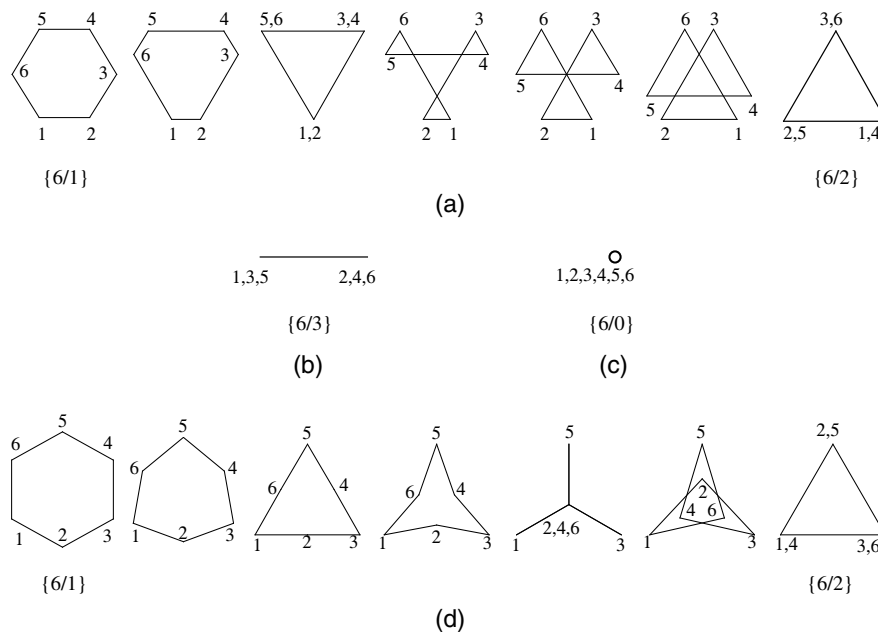 5 4 5,6 3,4 6 3 6 3 6 3 3,6
6 3 6 3 5 4 5 4 5 4
1 2 1 2 1,2 2 1 2 1 2 1 2,5 1,4
{6/1} {6/2}
(a)
1,3,5 2,4,6 1,2,3,4,5,6
{6/3} {6/0}
(b) (c)
5 5 5 5 5 5 2,5
6 4 6 4 6 4 6 4 2 4 6
1 2 3 1 2 3 1 2 3 1 2 3 1 2,4,6 3 1 3 1,4 3,6
{6/1} {6/2}
(d)